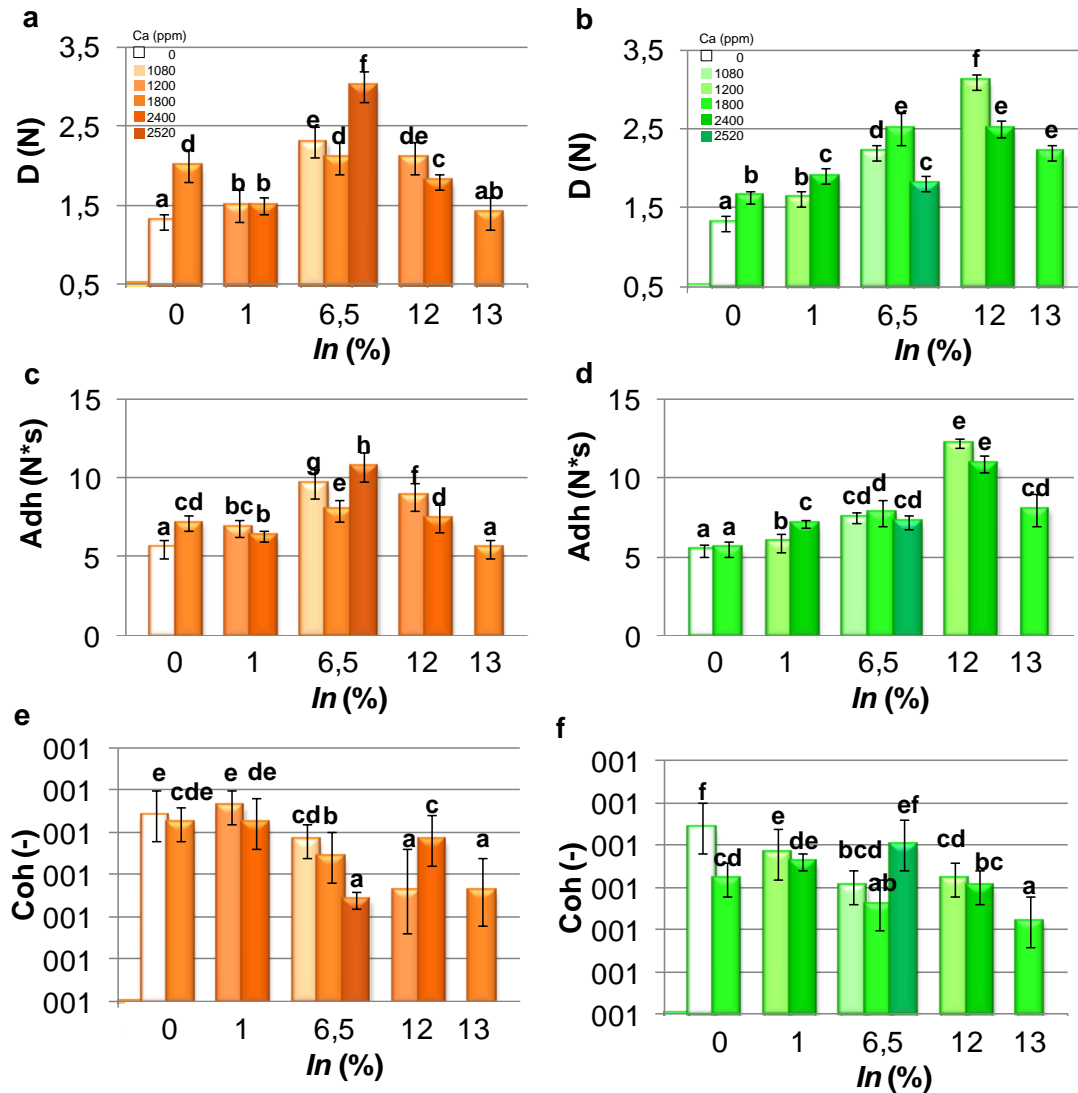 a
Ca (ppm)
0
1080
1200
1800
2400
2520
3,5
2,5
1,5
0,5
D (N)
a d b b e d f de c ab
0 1 6,5 12 13
In (%)
b
Ca (ppm)
0
1080
1200
1800
2400
2520
3,5
2,5
1,5
0,5
D (N)
a b b c d e c f e e
0 1 6,5 12 13
In (%)
c
15
10
5
0
Adh (N*s)
a cd bc b g e h f d a
0 1 6,5 12 13
In (%)
d
15
10
5
0
Adh (N*s)
a a b c cd d cd e e cd
0 1 6,5 12 13
In (%)
e
001
001
001
001
001
001
001
Coh (-)
e cde e de cd b a a c a
0 1 6,5 12 13
In (%)
f
001
001
001
001
001
001
001
Coh (-)
f cd e de bcd ab ef cd bc a
0 1 6,5 12 13
In (%)